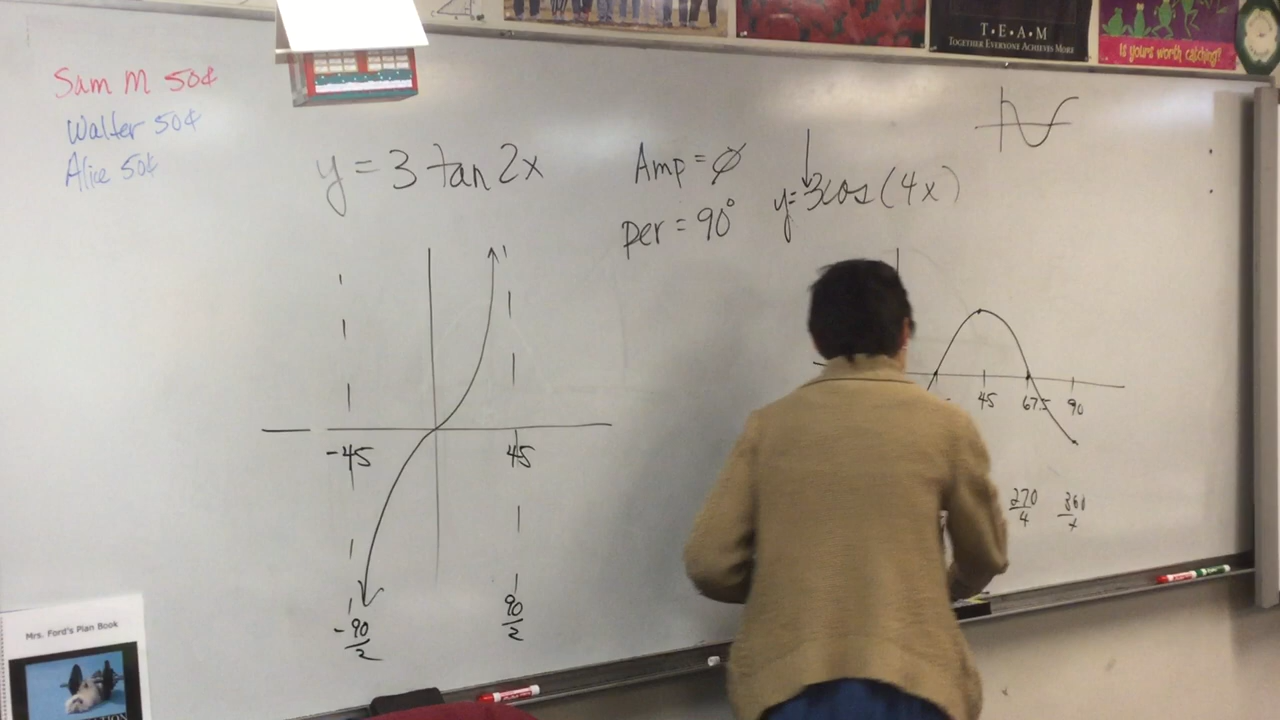 T·E·A·M
TOGETHER EVERYONE ACHIEVES MORE
Is yours worth catching?
Sam M 50¢
Walter 50¢
Alice 50¢
y = 3 tan 2x
Amp = ∅
per = 90°
y = 3cos (4x)
-45
45
-90/2
90/2
45
67.5
90
270/4
360/4
Mrs. Ford's Plan Book